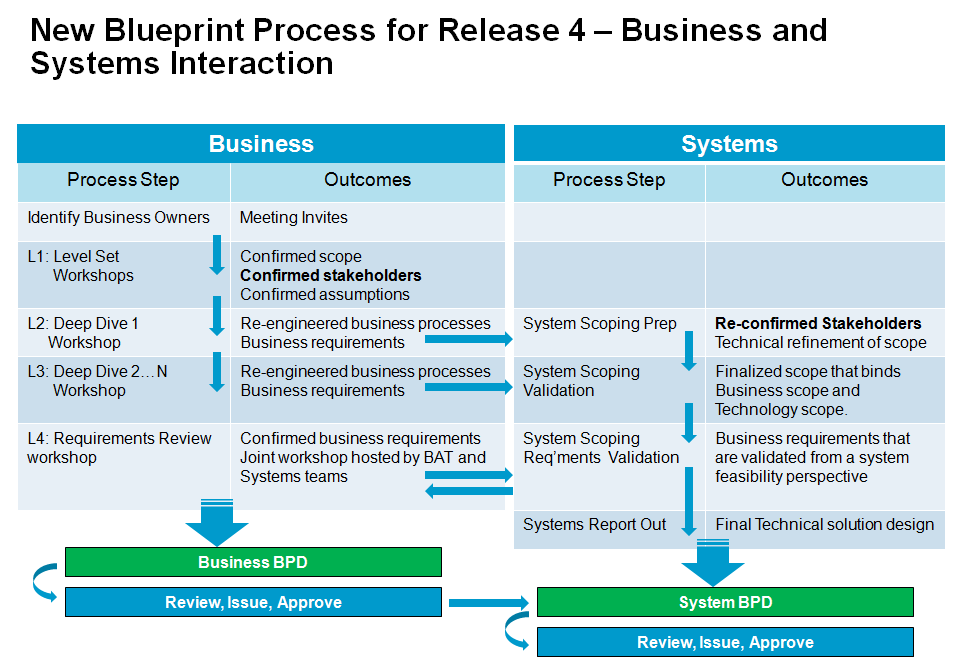 New Blueprint Process for Release 4 – Business and
Systems Interaction
Business
Process Step
Outcomes
Identify Business Owners
Meeting Invites
L1: Level Set
Workshops
Confirmed scope
Confirmed stakeholders
Confirmed assumptions
L2: Deep Dive 1
Workshop
Re-engineered business processes
Business requirements
L3: Deep Dive 2…N
Workshop
Re-engineered business processes
Business requirements
L4: Requirements Review
workshop
Confirmed business requirements
Joint workshop hosted by BAT and
Systems teams
Systems
Process Step
Outcomes
System Scoping Prep
Re-confirmed Stakeholders
Technical refinement of scope
System Scoping
Validation
Finalized scope that binds
Business scope and
Technology scope.
System Scoping
Req'ments Validation
Business requirements that
are validated from a system
feasibility perspective
Systems Report Out
Final Technical solution design
Business BPD
Review, Issue, Approve
System BPD
Review, Issue, Approve